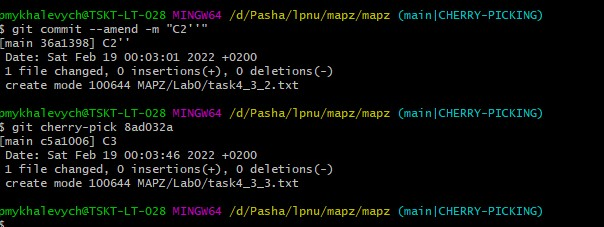 pmykhalevych@TSKT-LT-028 MINGW64 /d/Pasha/lpnu/mapz/mapz (main|CHERRY-PICKING)
$ git commit --amend -m "C2''"
[main 36a1398] C2''
 Date: Sat Feb 19 00:03:01 2022 +0200
 1 file changed, 0 insertions(+), 0 deletions(-)
 create mode 100644 MAPZ/Lab0/task4_3_2.txt

pmykhalevych@TSKT-LT-028 MINGW64 /d/Pasha/lpnu/mapz/mapz (main|CHERRY-PICKING)
$ git cherry-pick 8ad032a
[main c5a1006] C3
 Date: Sat Feb 19 00:03:46 2022 +0200
 1 file changed, 0 insertions(+), 0 deletions(-)
 create mode 100644 MAPZ/Lab0/task4_3_3.txt

pmykhalevych@TSKT-LT-028 MINGW64 /d/Pasha/lpnu/mapz/mapz (main|CHERRY-PICKING)
$